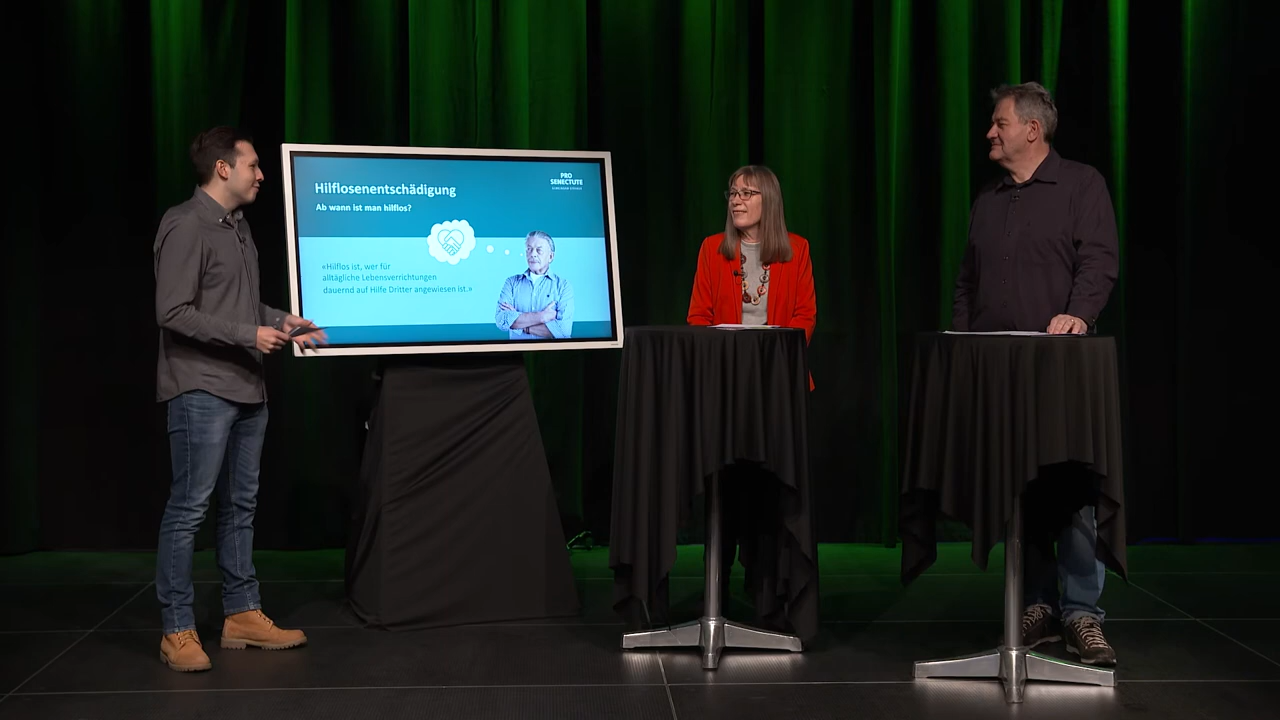 Hilflosenentschädigung
Ab wann ist man hilflos?
PRO
SENECTUTE
«Hilflos ist, wer für
alltägliche Lebensverrichtungen
dauernd auf Hilfe Dritter angewiesen ist.»